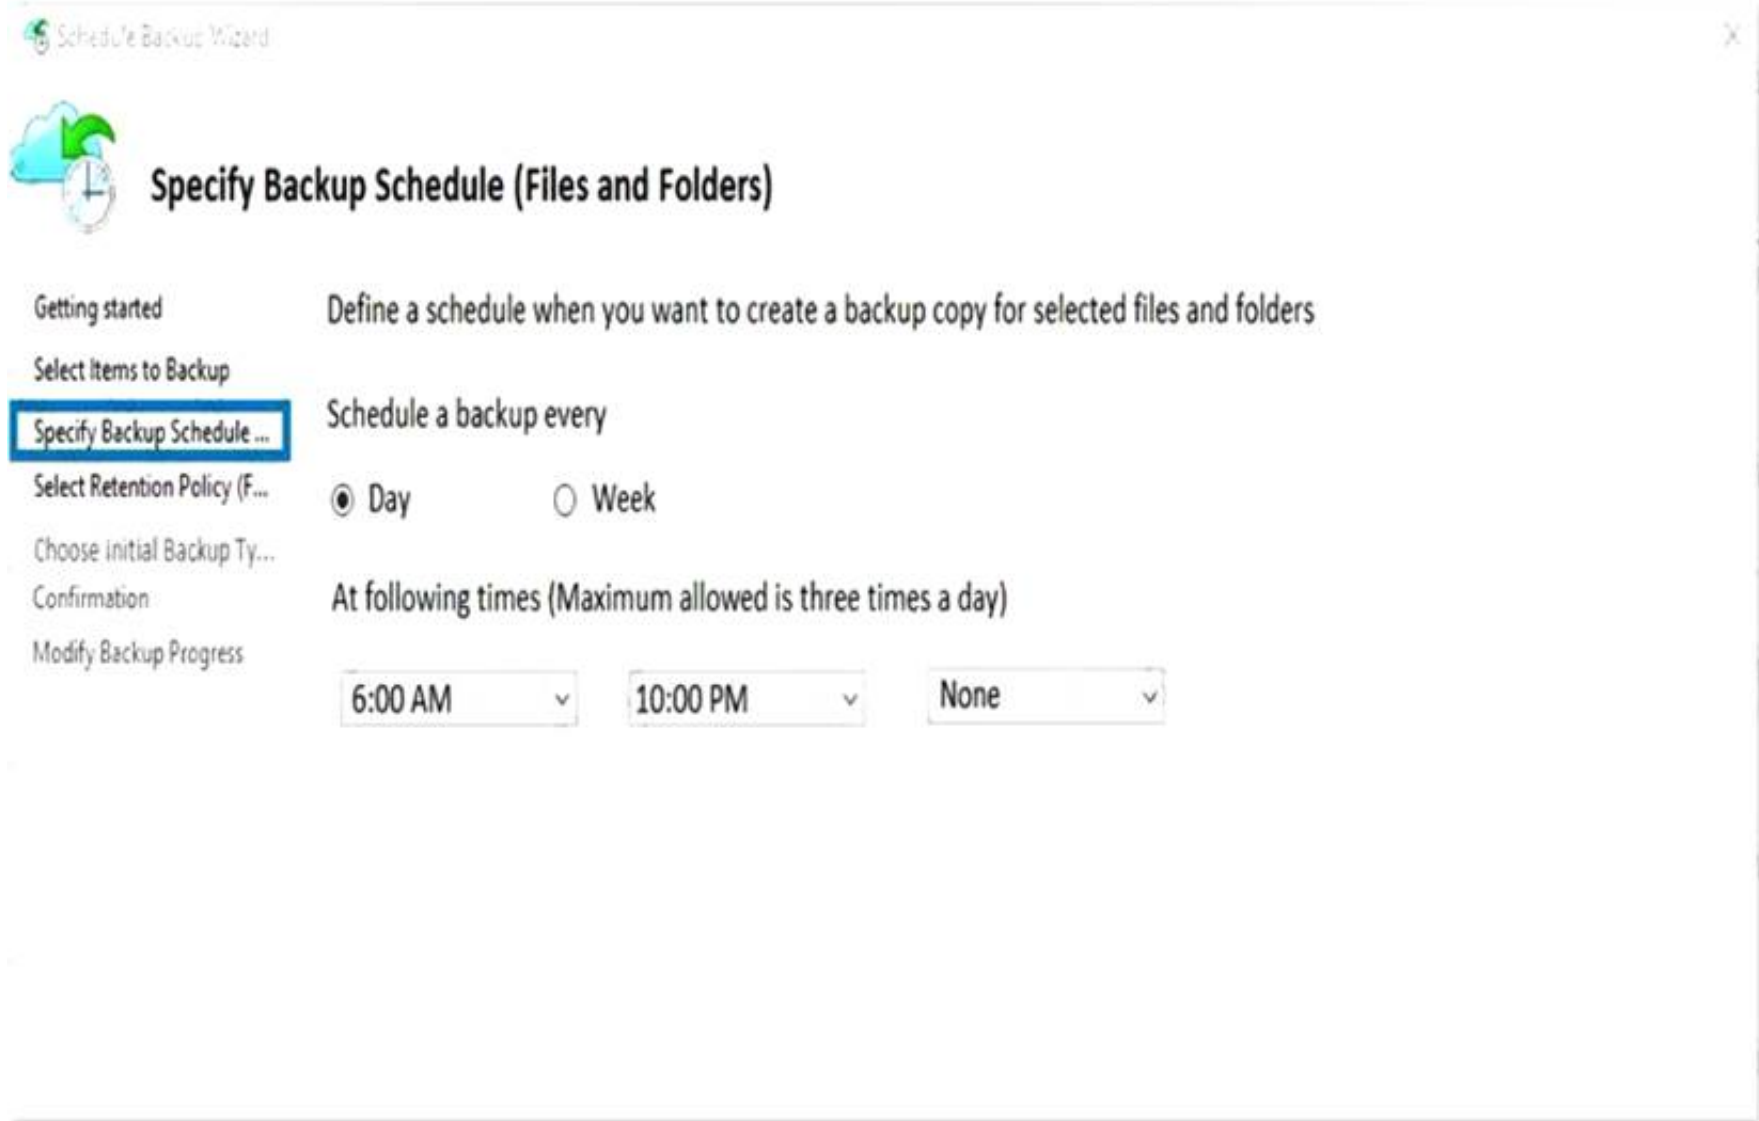 Schedule Backup Wizard
Specify Backup Schedule (Files and Folders)
Getting started
Select Items to Backup
Specify Backup Schedule ...
Select Retention Policy (F...
Choose initial Backup Ty...
Confirmation
Modify Backup Progress
Define a schedule when you want to create a backup copy for selected files and folders
Schedule a backup every
Day Week
At following times (Maximum allowed is three times a day)
6:00 AM 10:00 PM None